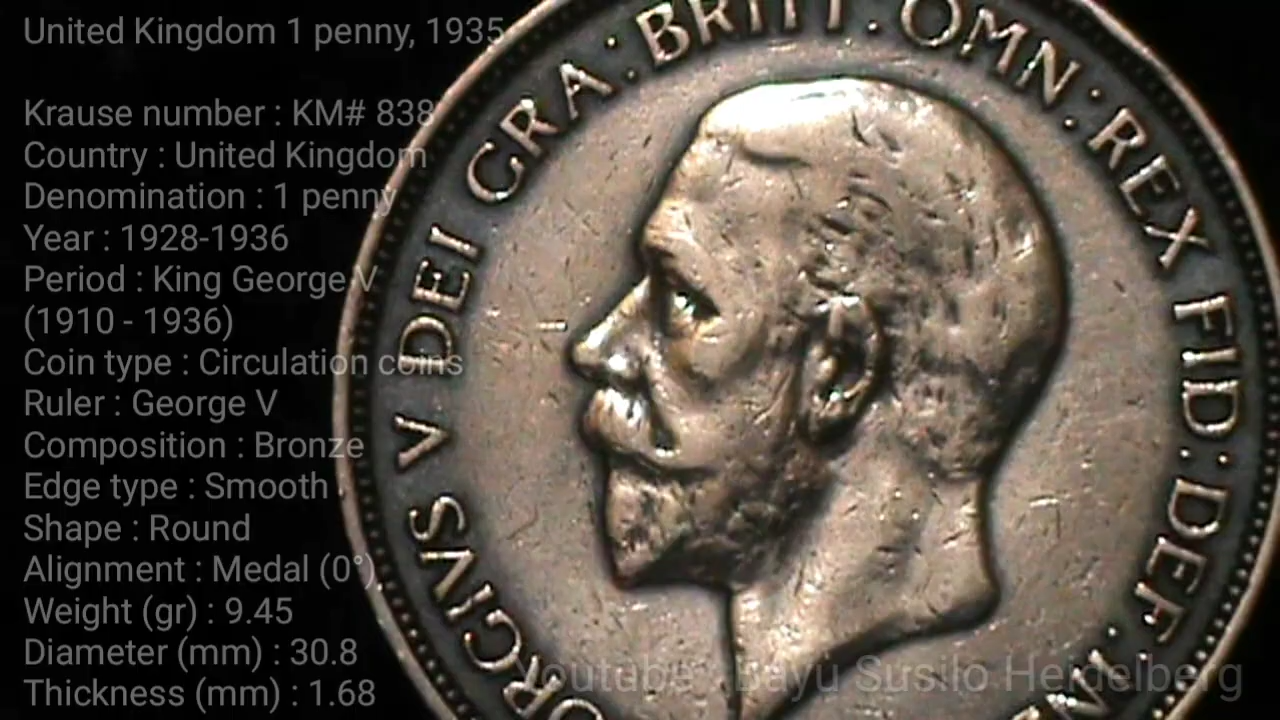 United Kingdom 1 penny, 1935
Krause number : KM# 838
Country : United Kingdom
Denomination : 1 penny
Year : 1928-1936
Period : King George V
(1910 - 1936)
Coin type : Circulation coins
Ruler : George V
Composition : Bronze
Edge type : Smooth
Shape : Round
Alignment : Medal (0°)
Weight (gr) : 9.45
Diameter (mm) : 30.8
Thickness (mm) : 1.68
ORGIVS V DEI GRA : BRITT : OMN : REX FID : DEF :
Youtube : Bayu Susilo Heidelberg